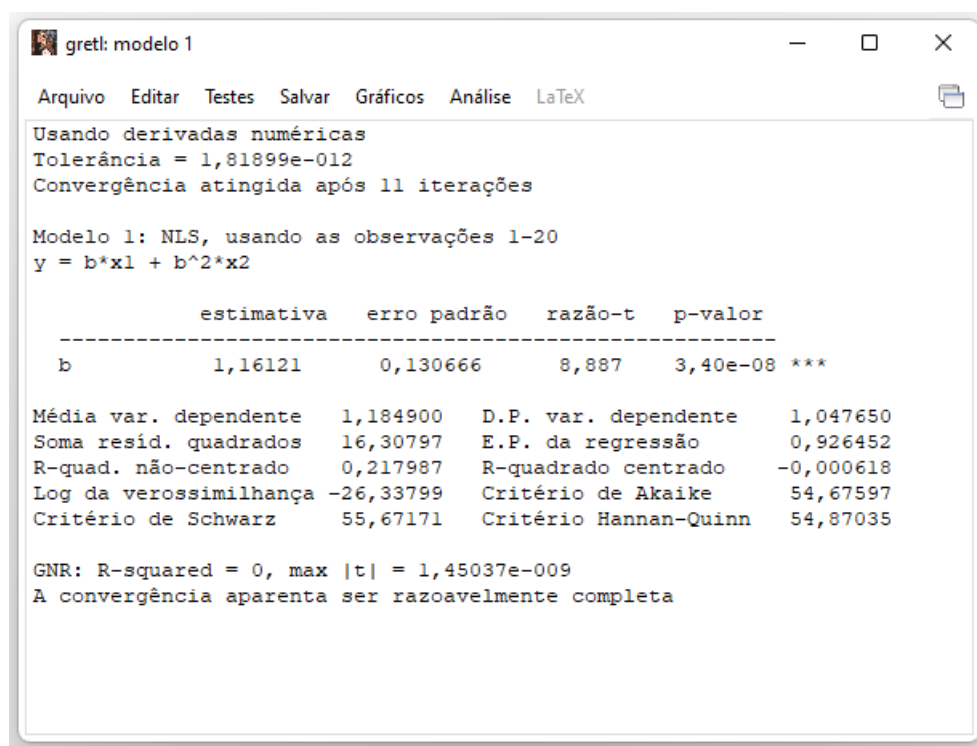 gretl: modelo 1
Arquivo Editar Testes Salvar Gráficos Análise LaTeX
Usando derivadas numéricas
Tolerância = 1,81899e-012
Convergência atingida após 11 iterações
Modelo 1: NLS, usando as observações 1-20
y = b*x1 + b^2*x2
estimativa erro padrão razão-t p-valor
------------------------------------------------------------
b 1,16121 0,130666 8,887 3,40e-08 ***
Média var. dependente 1,184900 D.P. var. dependente 1,047650
Soma resíd. quadrados 16,30797 E.P. da regressão 0,926452
R-quad. não-centrado 0,217987 R-quadrado centrado -0,000618
Log da verossimilhança -26,33799 Critério de Akaike 54,67597
Critério de Schwarz 55,67171 Critério Hannan-Quinn 54,87035
GNR: R-squared = 0, max |t| = 1,45037e-009
A convergência aparenta ser razoavelmente completa